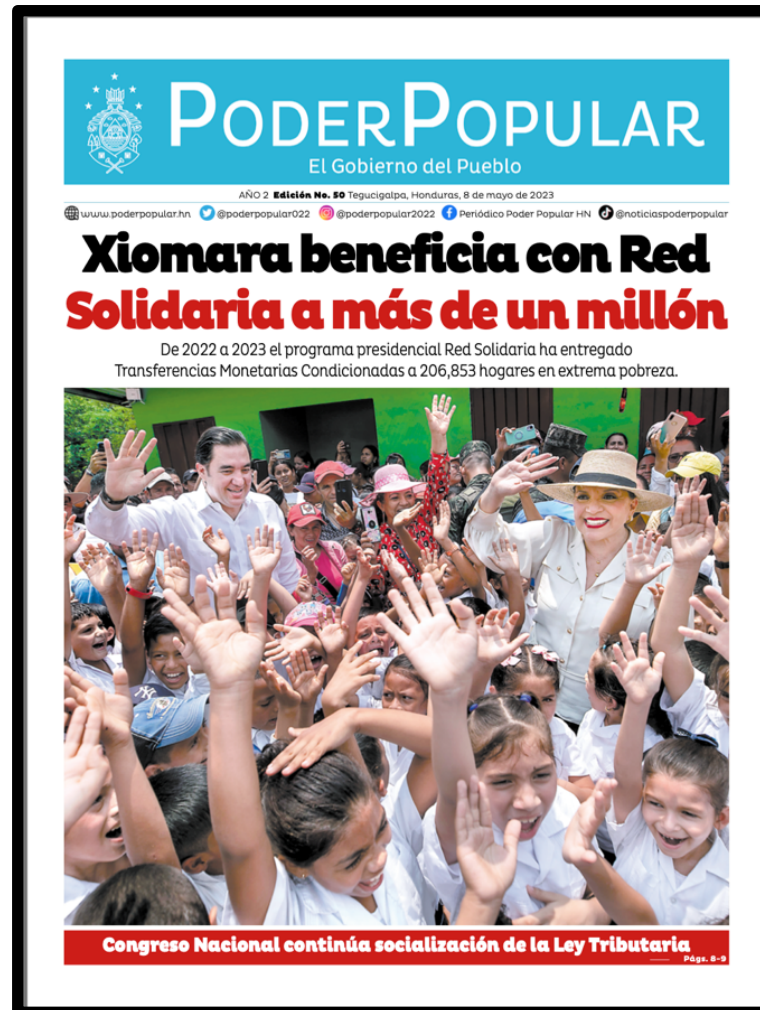 PODERPOPULAR
El Gobierno del Pueblo
AÑO 2 Edición No. 50 Tegucigalpa, Honduras, 8 de mayo de 2023
www.poderpopular.hn @poderpopular022 @poderpopular2022 Periódico Poder Popular HN @noticiaspoderpopular
Xiomara beneficia con Red
Solidaria a más de un millón
De 2022 a 2023 el programa presidencial Red Solidaria ha entregado
Transferencias Monetarias Condicionadas a 206,853 hogares en extrema pobreza.
Congreso Nacional continúa socialización de la Ley Tributaria
Págs. 8-9